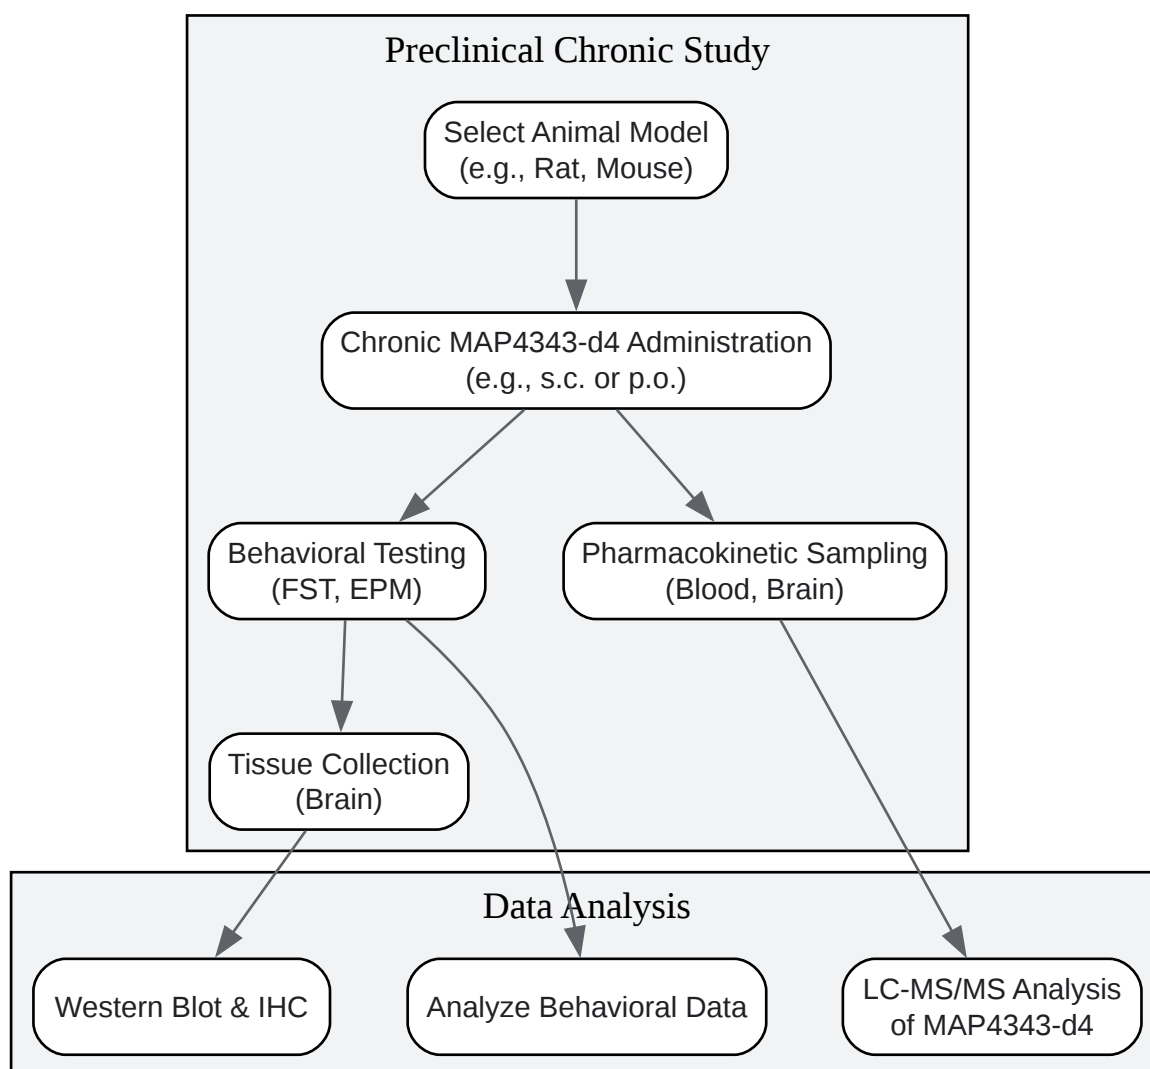 Preclinical Chronic Study
Select Animal Model
(e.g., Rat, Mouse)
Chronic MAP4343-d4 Administration
(e.g., s.c. or p.o.)
Behavioral Testing
(FST, EPM)
Pharmacokinetic Sampling
(Blood, Brain)
Tissue Collection
(Brain)
Data Analysis
Western Blot & IHC
Analyze Behavioral Data
LC-MS/MS Analysis
of MAP4343-d4